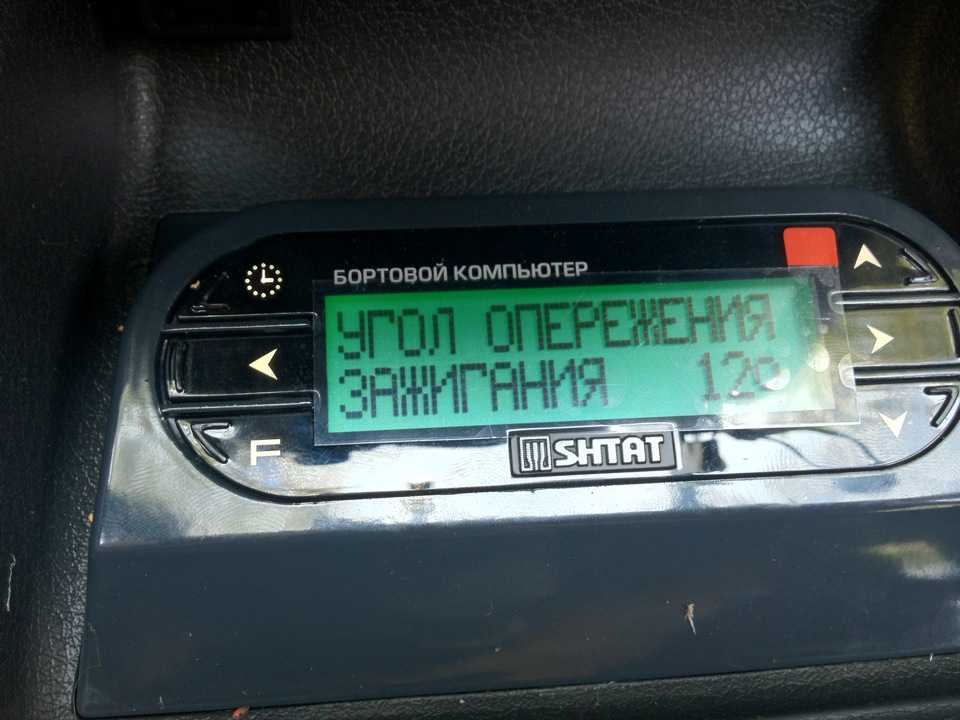 БОРТОВОЙ КОМПЬЮТЕР
УГОЛ ОПЕРЕЖЕНИЯ
ЗАЖИГАНИЯ 12°
F
SHTAT